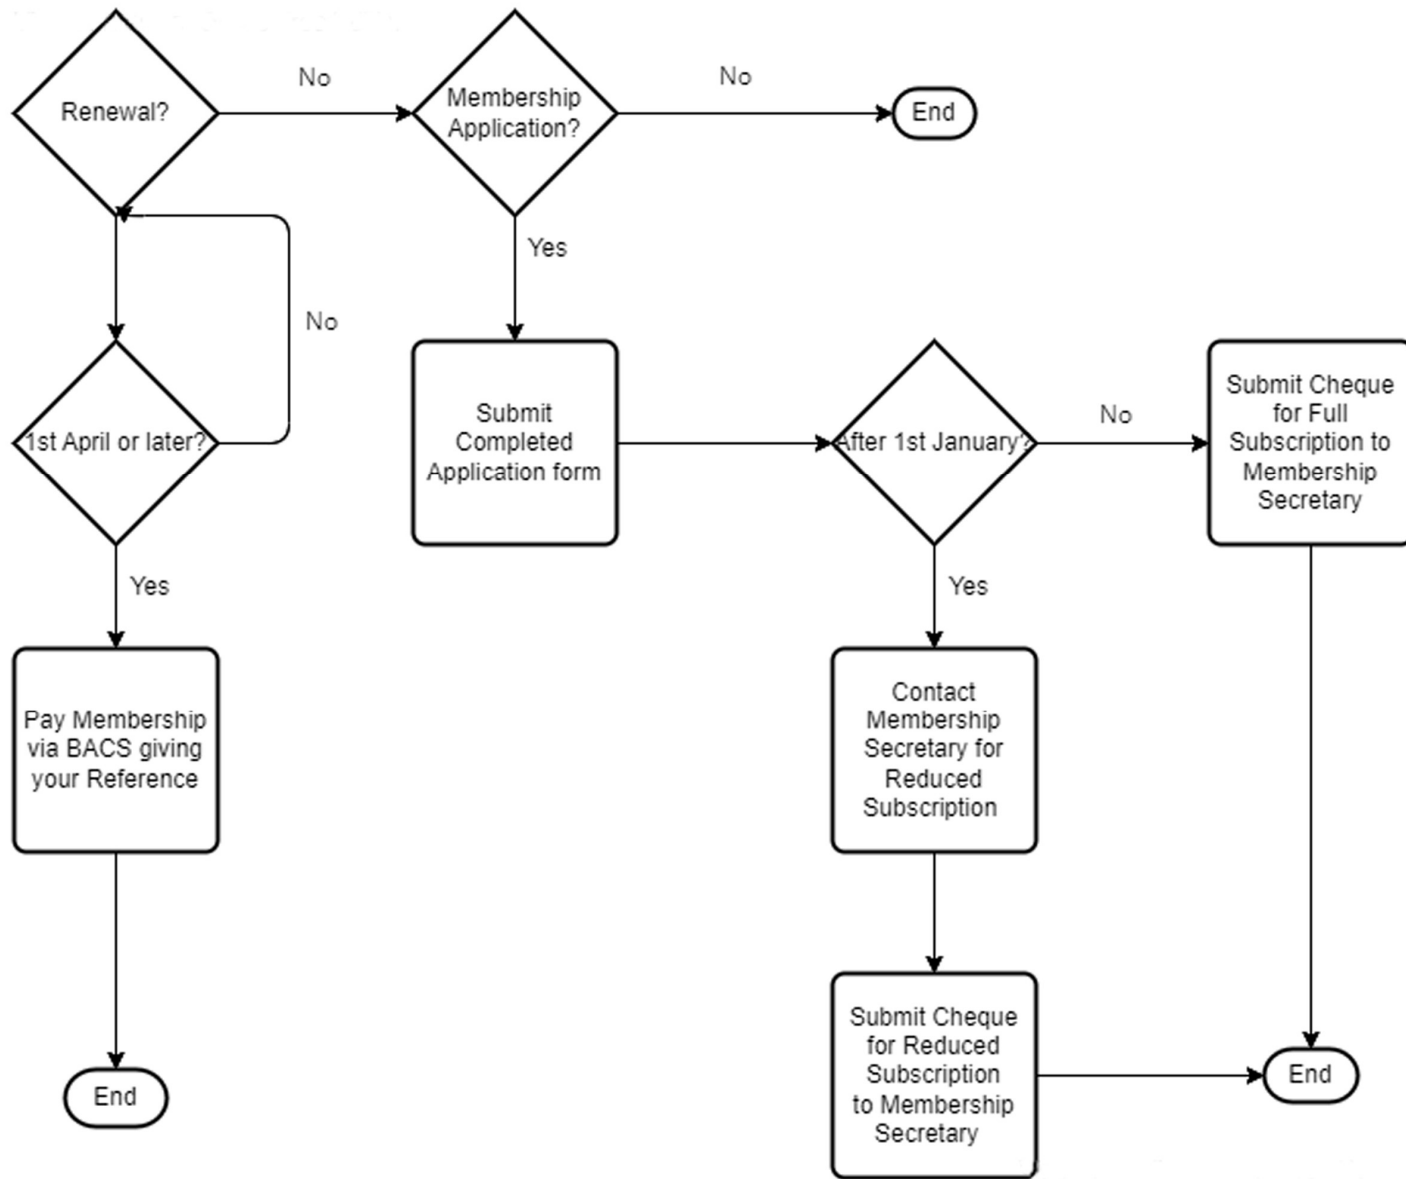 No
No
Renewal?
Membership
Application?
End
Yes
No
1st April or later?
Submit
Completed
Application form
After 1st January?
No
Submit Cheque
for Full
Subscription to
Membership
Secretary
Yes
Yes
Pay Membership
via BACS giving
your Reference
Contact
Membership
Secretary for
Reduced
Subscription
End
Submit Cheque
for Reduced
Subscription
to Membership
Secretary
End